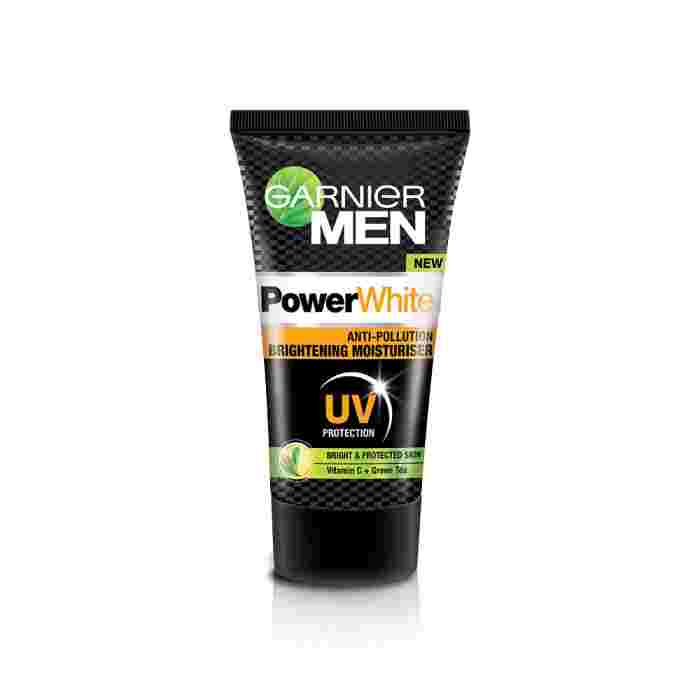 GARNIER
MEN
NEW
PowerWhite
ANTI-POLLUTION
BRIGHTENING MOISTURISER
UV
PROTECTION
BRIGHT & PROTECTED SKIN
Vitamin C + Green Tea